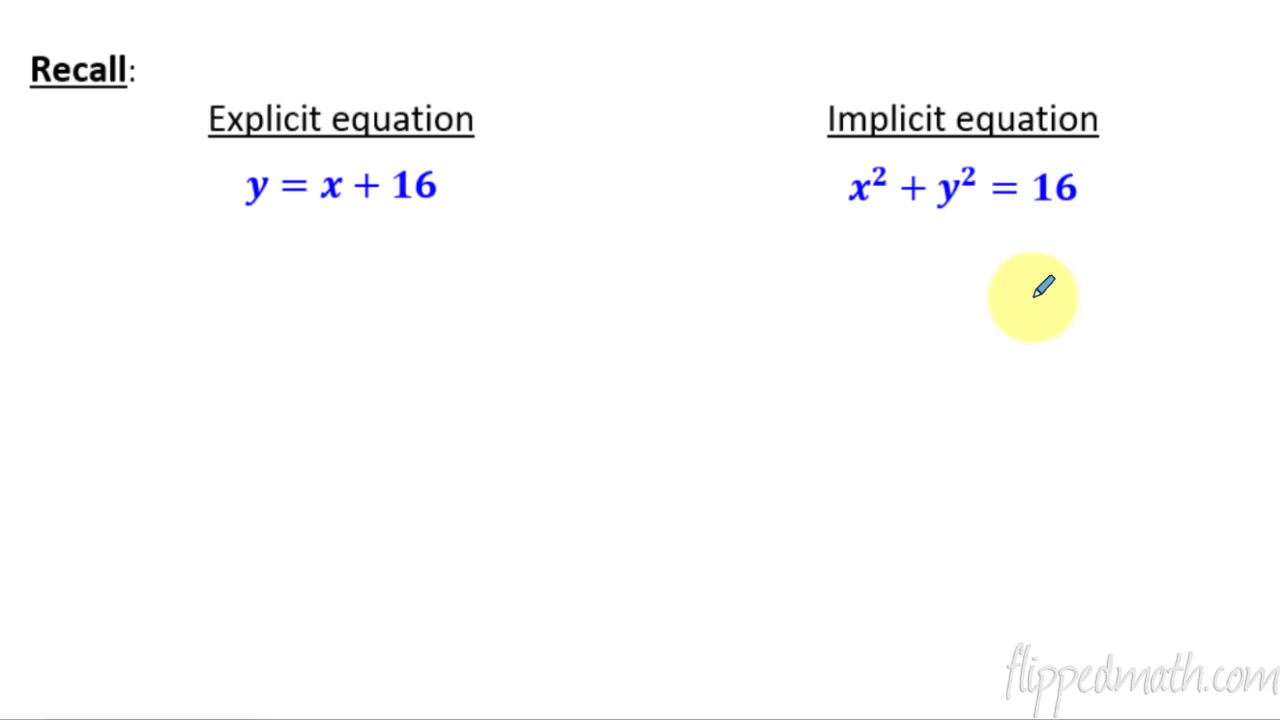 Recall:
Explicit equation
Implicit equation
y = x + 16
x² + y² = 16
flippedmath.com